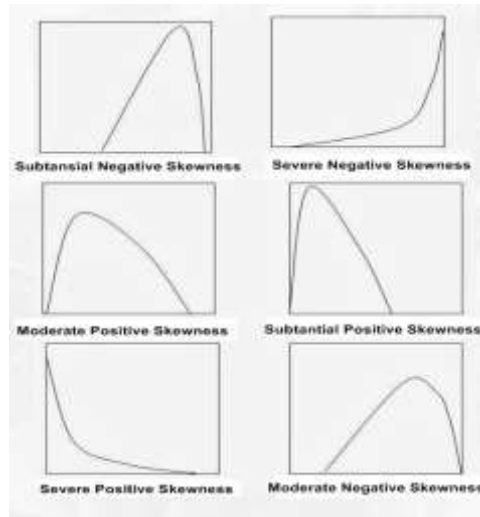 Subtansial Negative Skewness
Severe Negative Skewness
Moderate Positive Skewness
Subtantial Positive Skewness
Severe Positive Skewness
Moderate Negative Skewness